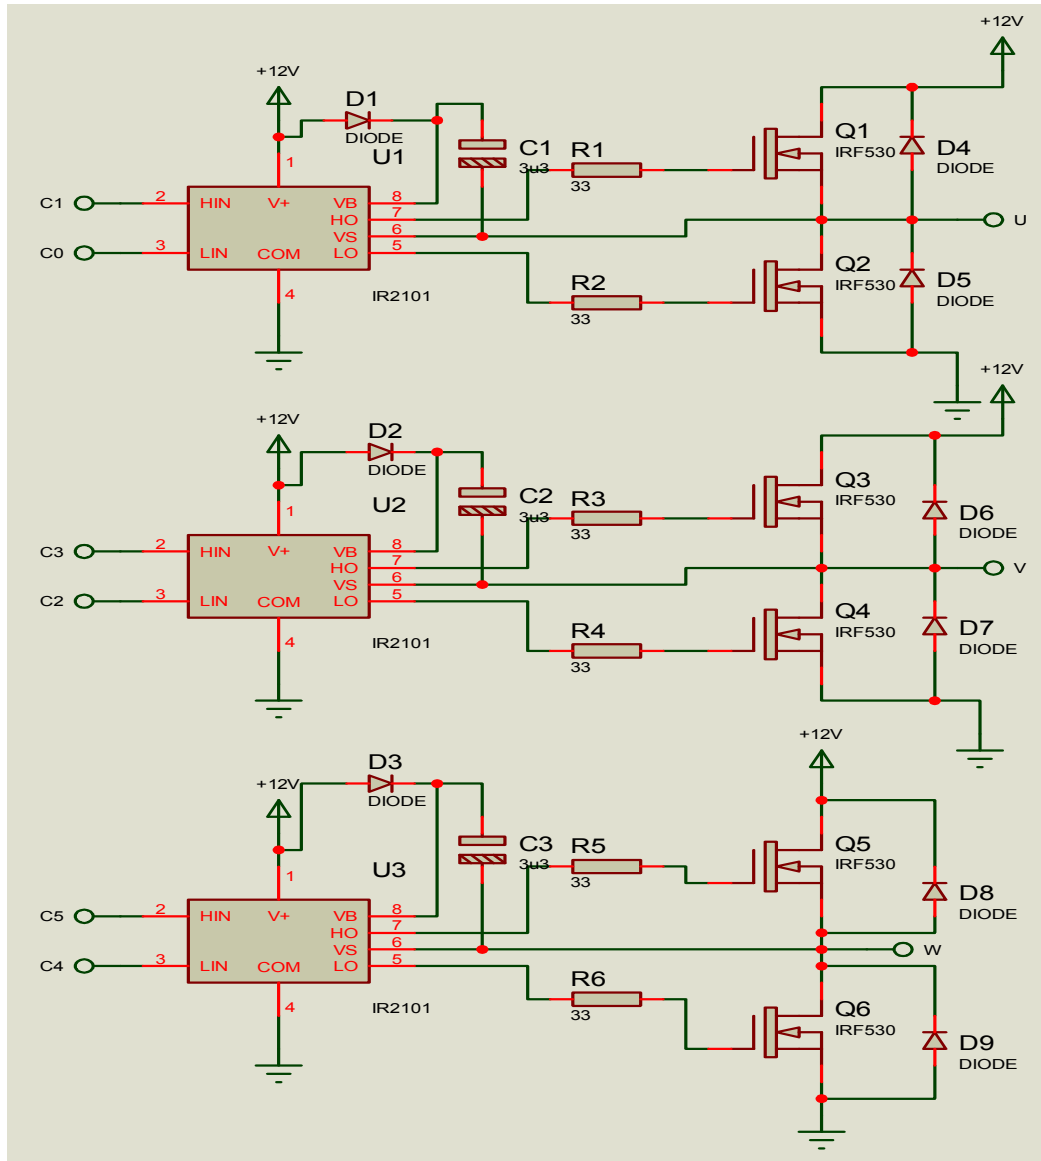 +12V
+12V
D1
DIODE
U1
C1
3u3
R1
33
Q1
IRF530
D4
DIODE
1
C1
2
HIN
V+
VB
8
HO
7
VS
6
U
C0
3
LIN
COM
LO
5
4
IR2101
R2
33
Q2
IRF530
D5
DIODE
+12V
+12V
D2
DIODE
U2
C2
3u3
R3
33
Q3
IRF530
D6
DIODE
1
C3
2
HIN
V+
VB
8
HO
7
VS
6
V
C2
3
LIN
COM
LO
5
4
IR2101
R4
33
Q4
IRF530
D7
DIODE
+12V
+12V
D3
DIODE
U3
C3
3u3
R5
33
Q5
IRF530
D8
DIODE
1
C5
2
HIN
V+
VB
8
HO
7
VS
6
W
C4
3
LIN
COM
LO
5
4
IR2101
R6
33
Q6
IRF530
D9
DIODE